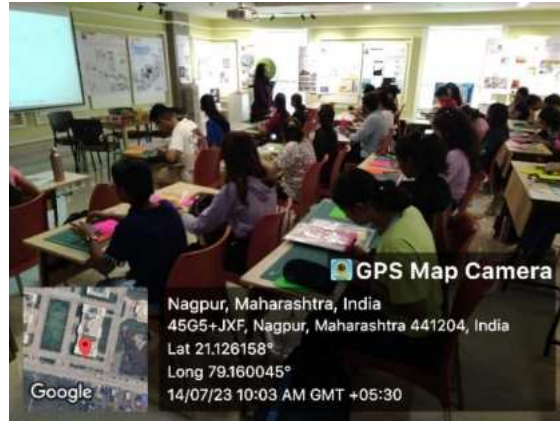 GPS Map Camera
Nagpur, Maharashtra, India
45G5+JXF, Nagpur, Maharashtra 441204, India
Lat 21.126158°
Long 79.160045°
14/07/23 10:03 AM GMT +05:30
Google